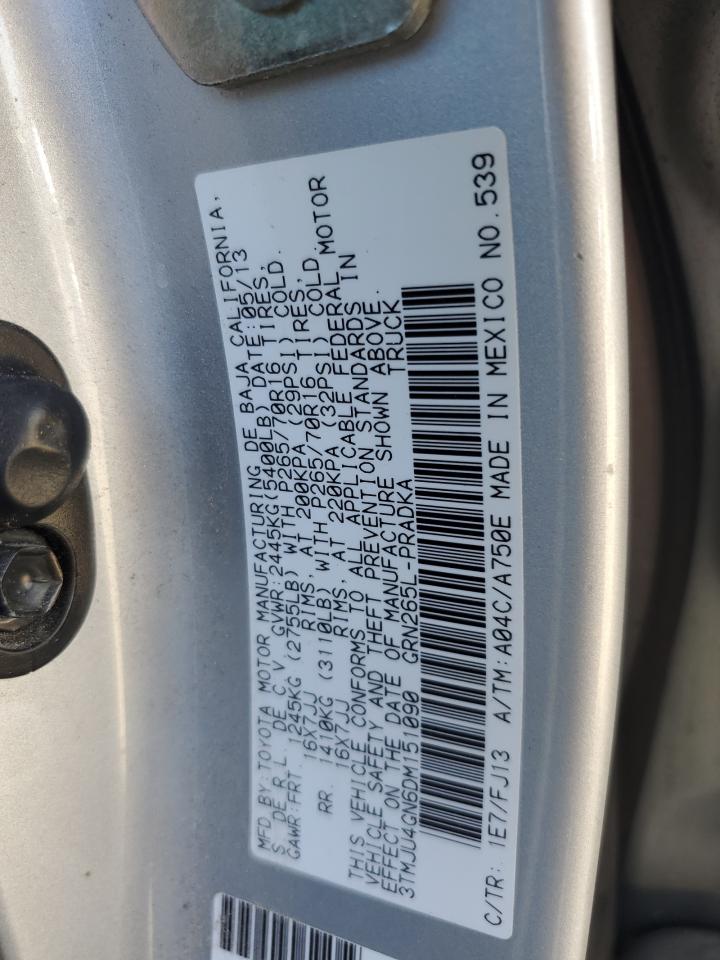 MFD.BY:TOYOTA MOTOR MANUFACTURING DE BAJA CALIFORNIA,
S DE R.L. DE C V DATE:05/13
GVWR:2445KG(5400LB)
GAWR:FRT. 1245KG (2755LB) WITH P265/70R16 TIRES,
16X7JJ RIMS, AT 200KPA (29PSI) COLD.
RR. 1410KG (3110LB) WITH P265/70R16 TIRES,
16X7JJ RIMS, AT 220KPA (32PSI) COLD
THIS VEHICLE CONFORMS TO ALL APPLICABLE FEDERAL MOTOR
VEHICLE SAFETY AND THEFT PREVENTION STANDARDS IN
EFFECT ON THE DATE OF MANUFACTURE SHOWN ABOVE.
3TMJU4GN6DM151090 GRN265L-PRADKA TRUCK
C/TR: 1E7/FJ13 A/TM:A04C/A750E MADE IN MEXICO NO.539